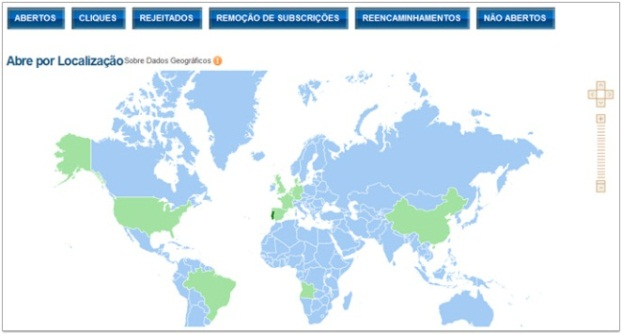 ABERTOS CLIQUES REJEITADOS REMOÇÃO DE SUBSCRIÇÕES REENCAMINHAMENTOS NÃO ABERTOS
Abre por Localização Sobre Dados Geográficos